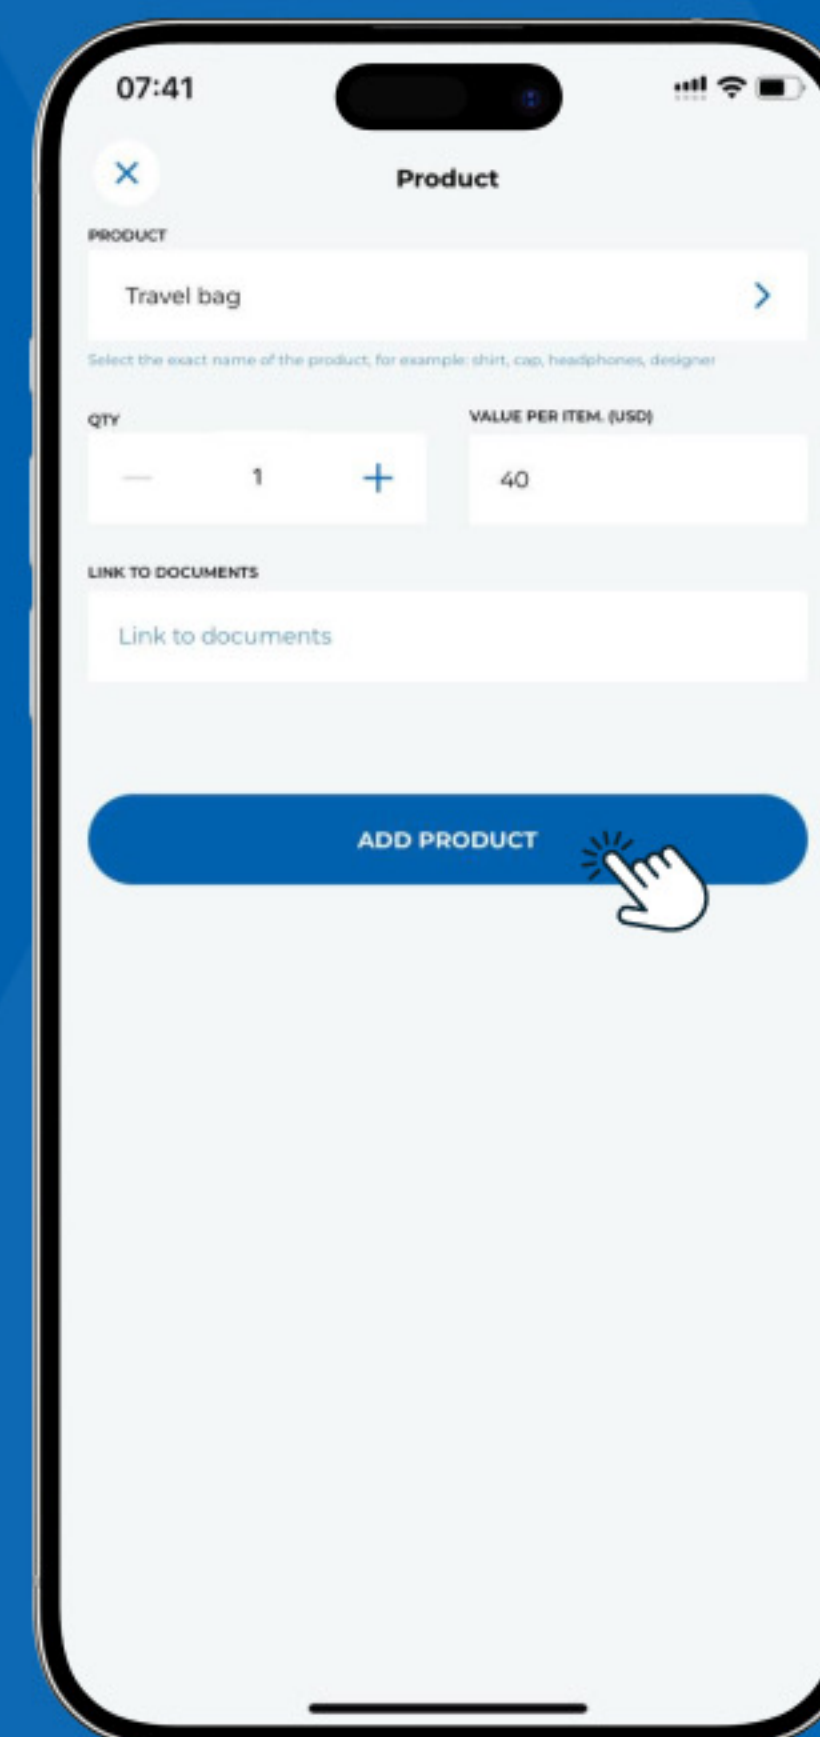 07:41
Product
PRODUCT
Travel bag
Select the exact name of the product, for example: shirt, cap, headphones, designer
QTY
VALUE PER ITEM. (USD)
1
40
LINK TO DOCUMENTS
Link to documents
ADD PRODUCT